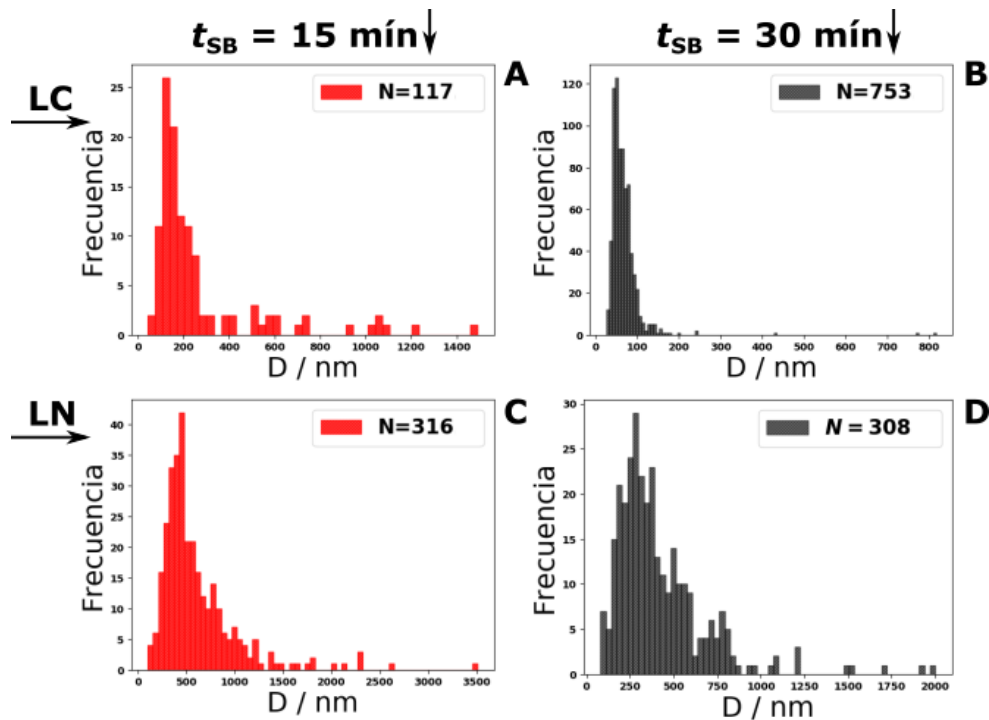 t_SB = 15 mín↓
t_SB = 30 mín↓
LC
A
N=117
Frecuencia
25
20
15
10
5
0
0 200 400 600 800 1000 1200 1400
D / nm
B
N=753
Frecuencia
120
100
80
60
40
20
0
0 100 200 300 400 500 600 700 800
D / nm
LN
C
N=316
Frecuencia
40
35
30
25
20
15
10
5
0
0 500 1000 1500 2000 2500 3000 3500
D / nm
D
N = 308
Frecuencia
30
25
20
15
10
5
0
0 250 500 750 1000 1250 1500 1750 2000
D / nm